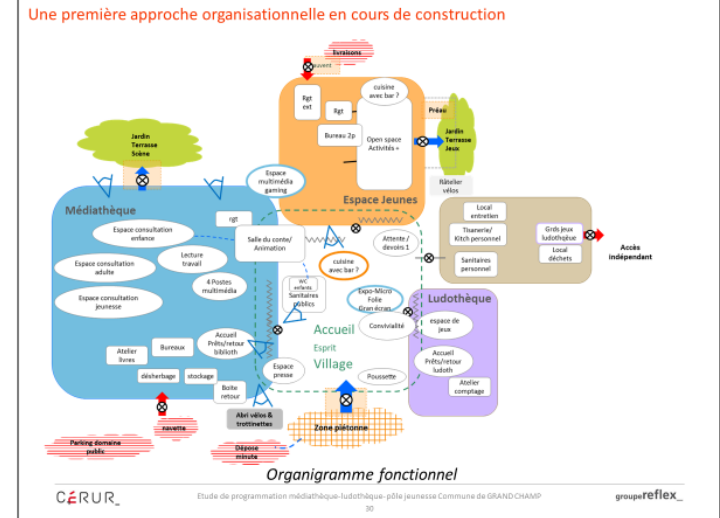 Une première approche organisationnelle en cours de construction
livraisons
auvent
cuisine
avec bar ?
Rgt
ext
Rgt
Préau
Bureau 2p
Open space
Activités +
Jardin
Terrasse
Jeux
Jardin
Terrasse
Scène
Espace
multimédia
gaming
Râtelier
vélos
Espace Jeunes
Médiathèque
rgt
Local
entretien
Espace consultation
enfance
Salle du conte/
Animation
Attente /
devoirs 1
Tisanerie/
Kitch personnel
Grds jeux
ludothqèue
Local
déchets
Accès
indépendant
Espace consultation
adulte
Lecture
travail
cuisine
avec bar ?
Sanitaires
personnel
4 Postes
multimédia
WC
enfants
Sanitaires
publics
Espace consultation
jeunesse
Expo-Micro
Folie
Gran écran
Ludothèque
Accueil
Esprit
Village
Convivialité
espace de
jeux
Accueil
Prêts/retour
biblioth
Bureaux
Atelier
livres
Accueil
Prêts/retour
ludoth
Espace
presse
désherbage
stockage
Poussette
Boite
retour
Atelier
comptage
Abri vélos &
trottinettes
navette
Zone piétonne
Parking domaine
public
Dépose
minute
Organigramme fonctionnel
CÉRUR_
Etude de programmation médiathèque-ludothèque- pôle jeunesse Commune de GRANDCHAMP
groupereflex_
30